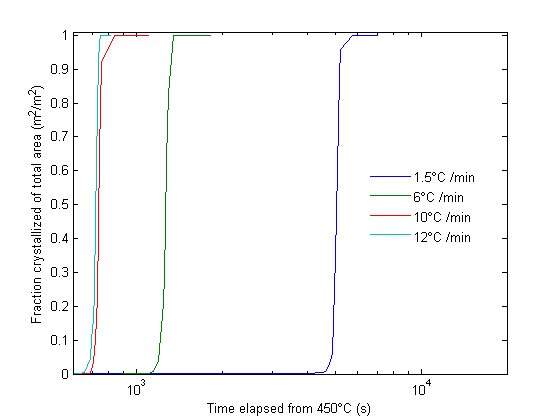 Fraction crystallized of total area (m²/m²)
1
0.9
0.8
0.7
0.6
0.5
0.4
0.3
0.2
0.1
0
1.5°C /min
6°C /min
10°C /min
12°C /min
10³
10⁴
Time elapsed from 450°C (s)